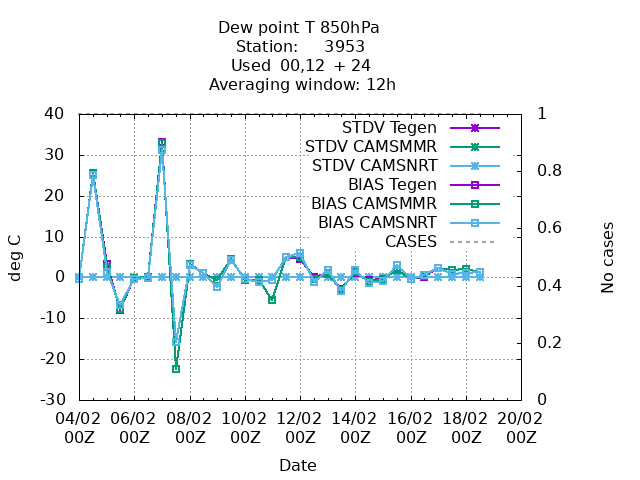 Dew point T 850hPa
Station: 3953
Used 00,12 + 24
Averaging window: 12h
40
30
20
10
0
-10
-20
-30
1
0.8
0.6
0.4
0.2
0
deg C
No cases
STDV Tegen
STDV CAMSMMR
STDV CAMSNRT
BIAS Tegen
BIAS CAMSMMR
BIAS CAMSNRT
CASES
04/02 06/02 08/02 10/02 12/02 14/02 16/02 18/02 20/02
00Z 00Z 00Z 00Z 00Z 00Z 00Z 00Z 00Z
Date